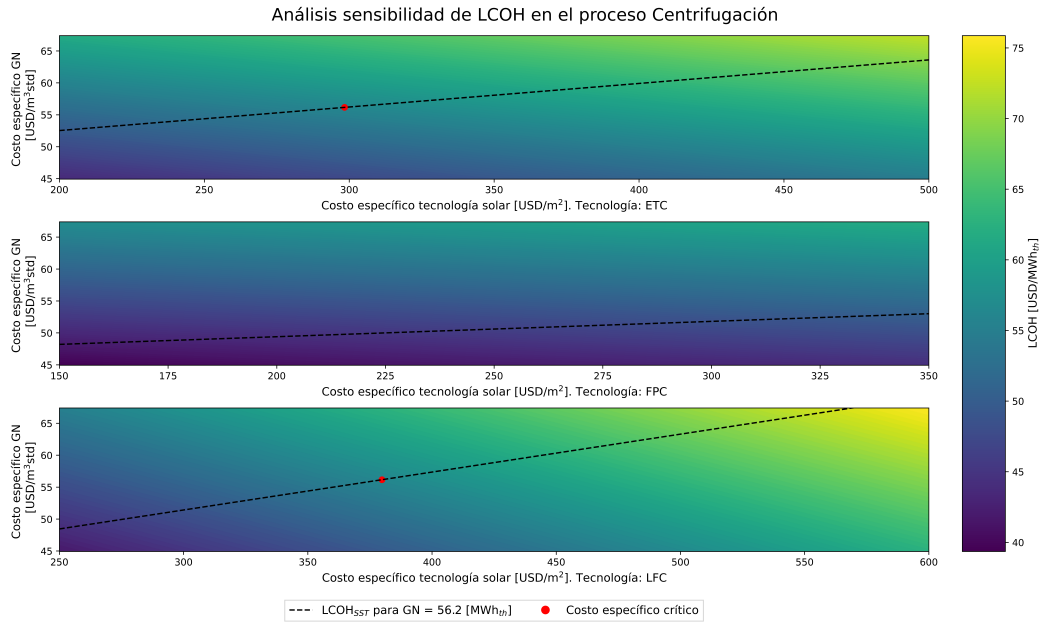 Análisis sensibilidad de LCOH en el proceso Centrifugación
Costo específico GN
[USD/m³std]
65
60
55
50
45
200 250 300 350 400 450 500
Costo específico tecnología solar [USD/m²]. Tecnología: ETC
Costo específico GN
[USD/m³std]
65
60
55
50
45
150 175 200 225 250 275 300 325 350
Costo específico tecnología solar [USD/m²]. Tecnología: FPC
Costo específico GN
[USD/m³std]
65
60
55
50
45
250 300 350 400 450 500 550 600
Costo específico tecnología solar [USD/m²]. Tecnología: LFC
75
70
65
60
55
50
45
40
LCOH [USD/MWh_th]
LCOH_SST para GN = 56.2 [MWh_th]
Costo específico crítico